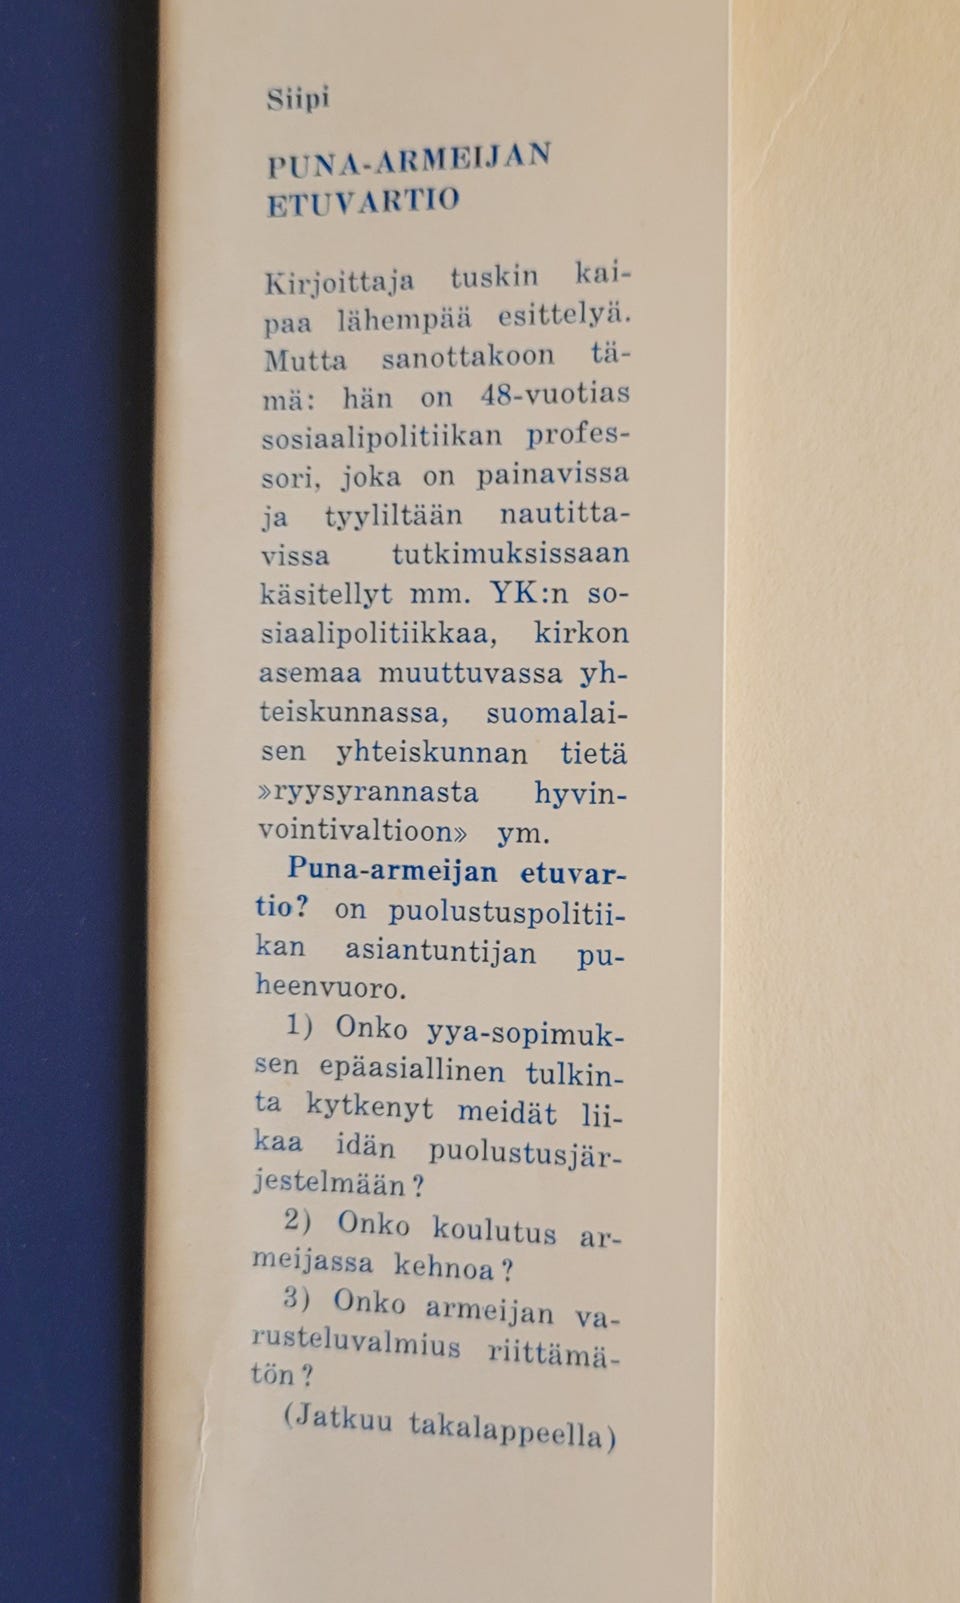 Siipi
PUNA-ARMEIJAN
ETUVARTIO
Kirjoittaja tuskin kai-
paa lähempää esittelyä.
Mutta sanottakoon tä-
mä: hän on 48-vuotias
sosiaalipolitiikan profes-
sori, joka on painavissa
ja tyyliltään nautitta-
vissa tutkimuksissaan
käsitellyt mm. YK:n so-
siaalipolitiikkaa, kirkon
asemaa muuttuvassa yh-
teiskunnassa, suomalai-
sen yhteiskunnan tietä
»ryysyrannasta hyvin-
vointivaltioon» ym.
Puna-armeijan etuvar-
tio? on puolustuspolitii-
kan asiantuntijan pu-
heenvuoro.
1) Onko yya-sopimuk-
sen epäasiallinen tulkin-
ta kytkenyt meidät lii-
kaa idän puolustusjär-
jestelmään?
2) Onko koulutus ar-
meijassa kehnoa?
3) Onko armeijan va-
rusteluvalmius riittämä-
tön?
(Jatkuu takalappeella)